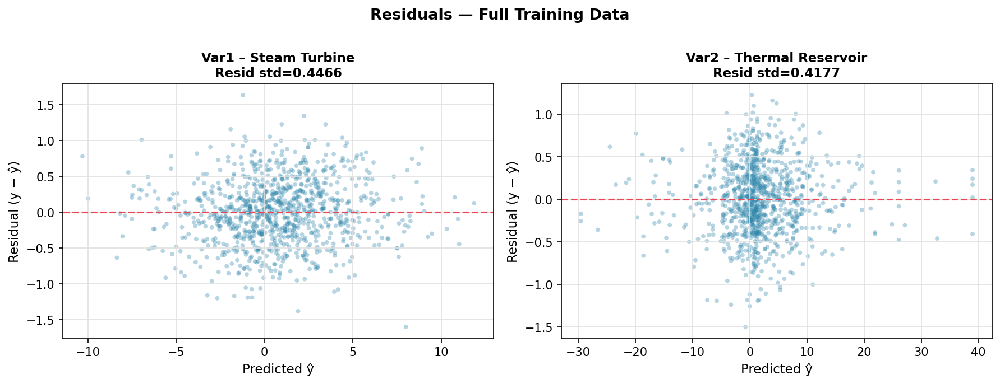 Residuals — Full Training Data
Var1 – Steam Turbine
Resid std=0.4466
Residual (y − ŷ)
1.5
1.0
0.5
0.0
−0.5
−1.0
−1.5
−10
−5
0
5
10
Predicted ŷ
Var2 – Thermal Reservoir
Resid std=0.4177
Residual (y − ŷ)
1.0
0.5
0.0
−0.5
−1.0
−1.5
−30
−20
−10
0
10
20
30
40
Predicted ŷ